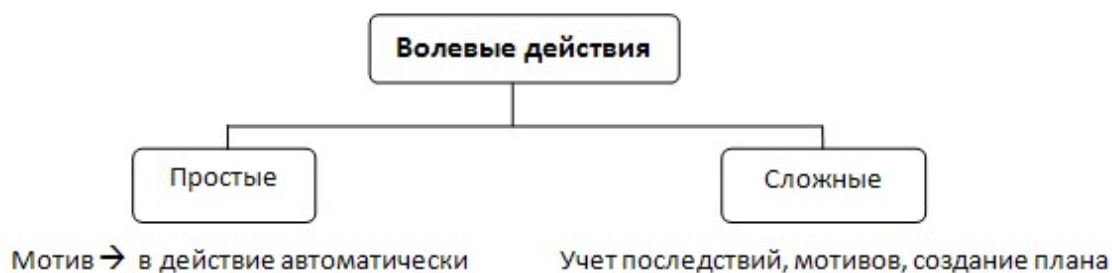 Волевые действия
Простые
Сложные
Мотив → в действие автоматически
Учет последствий, мотивов, создание плана